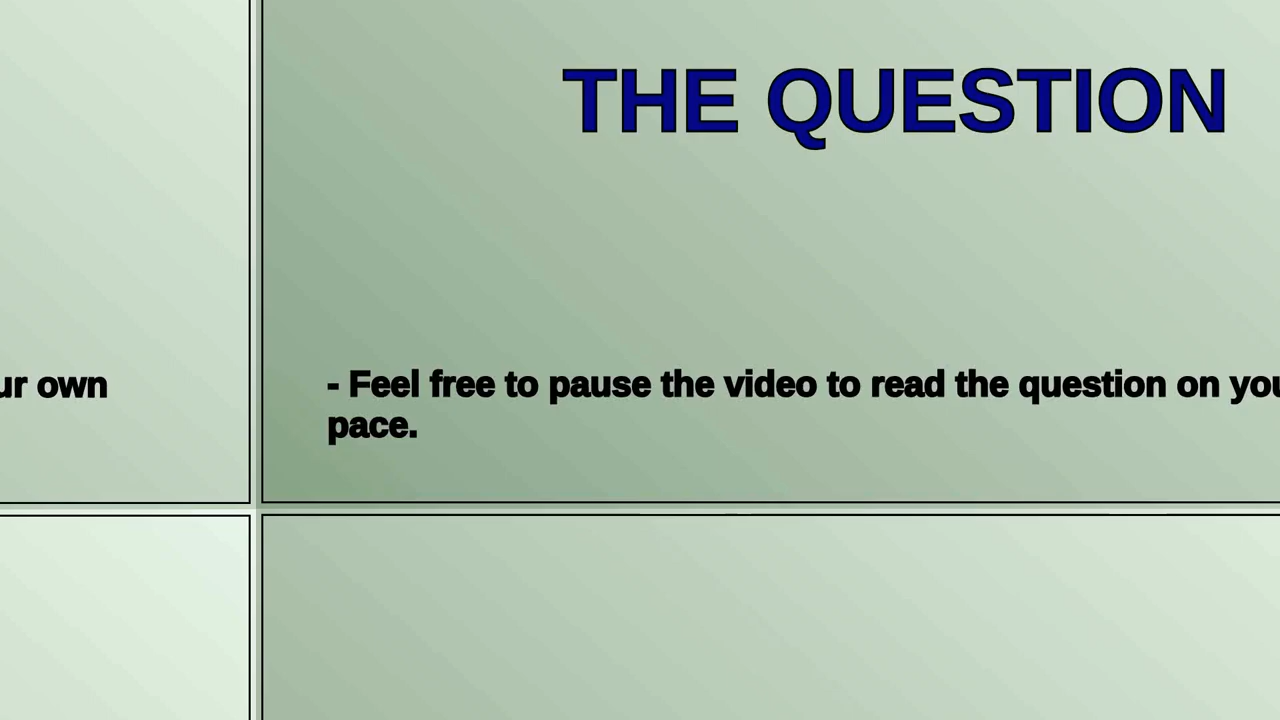 THE QUESTION
ur own
- Feel free to pause the video to read the question on you
pace.